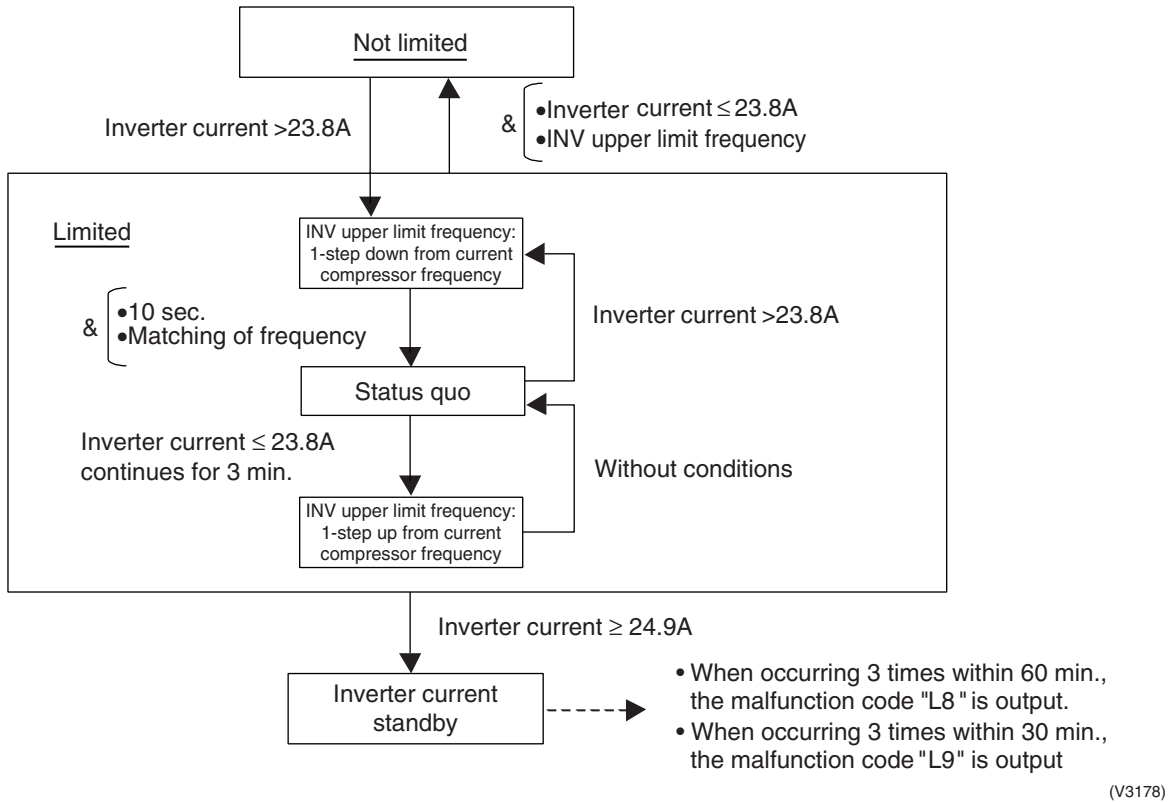 Not limited
Inverter current >23.8A
&
•Inverter current ≤ 23.8A
•INV upper limit frequency
Limited
INV upper limit frequency:
1-step down from current
compressor frequency
&
•10 sec.
•Matching of frequency
Inverter current >23.8A
Status quo
Inverter current ≤ 23.8A
continues for 3 min.
Without conditions
INV upper limit frequency:
1-step up from current
compressor frequency
Inverter current ≥ 24.9A
Inverter current
standby
• When occurring 3 times within 60 min.,
the malfunction code "L8" is output.
• When occurring 3 times within 30 min.,
the malfunction code "L9" is output
(V3178)